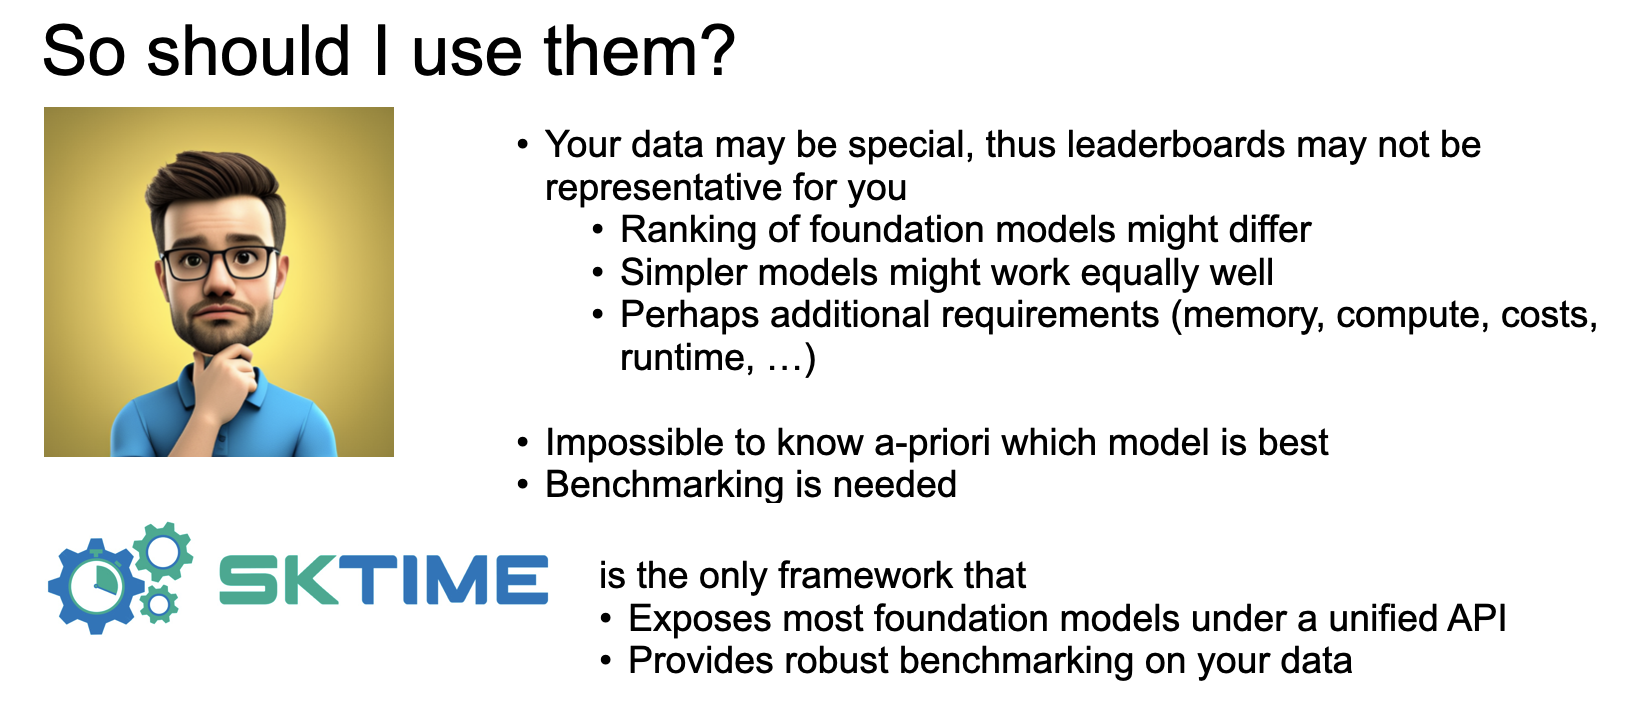 So should I use them?
• Your data may be special, thus leaderboards may not be
representative for you
• Ranking of foundation models might differ
• Simpler models might work equally well
• Perhaps additional requirements (memory, compute, costs,
runtime, …)
• Impossible to know a-priori which model is best
• Benchmarking is needed
SKTIME
is the only framework that
• Exposes most foundation models under a unified API
• Provides robust benchmarking on your data